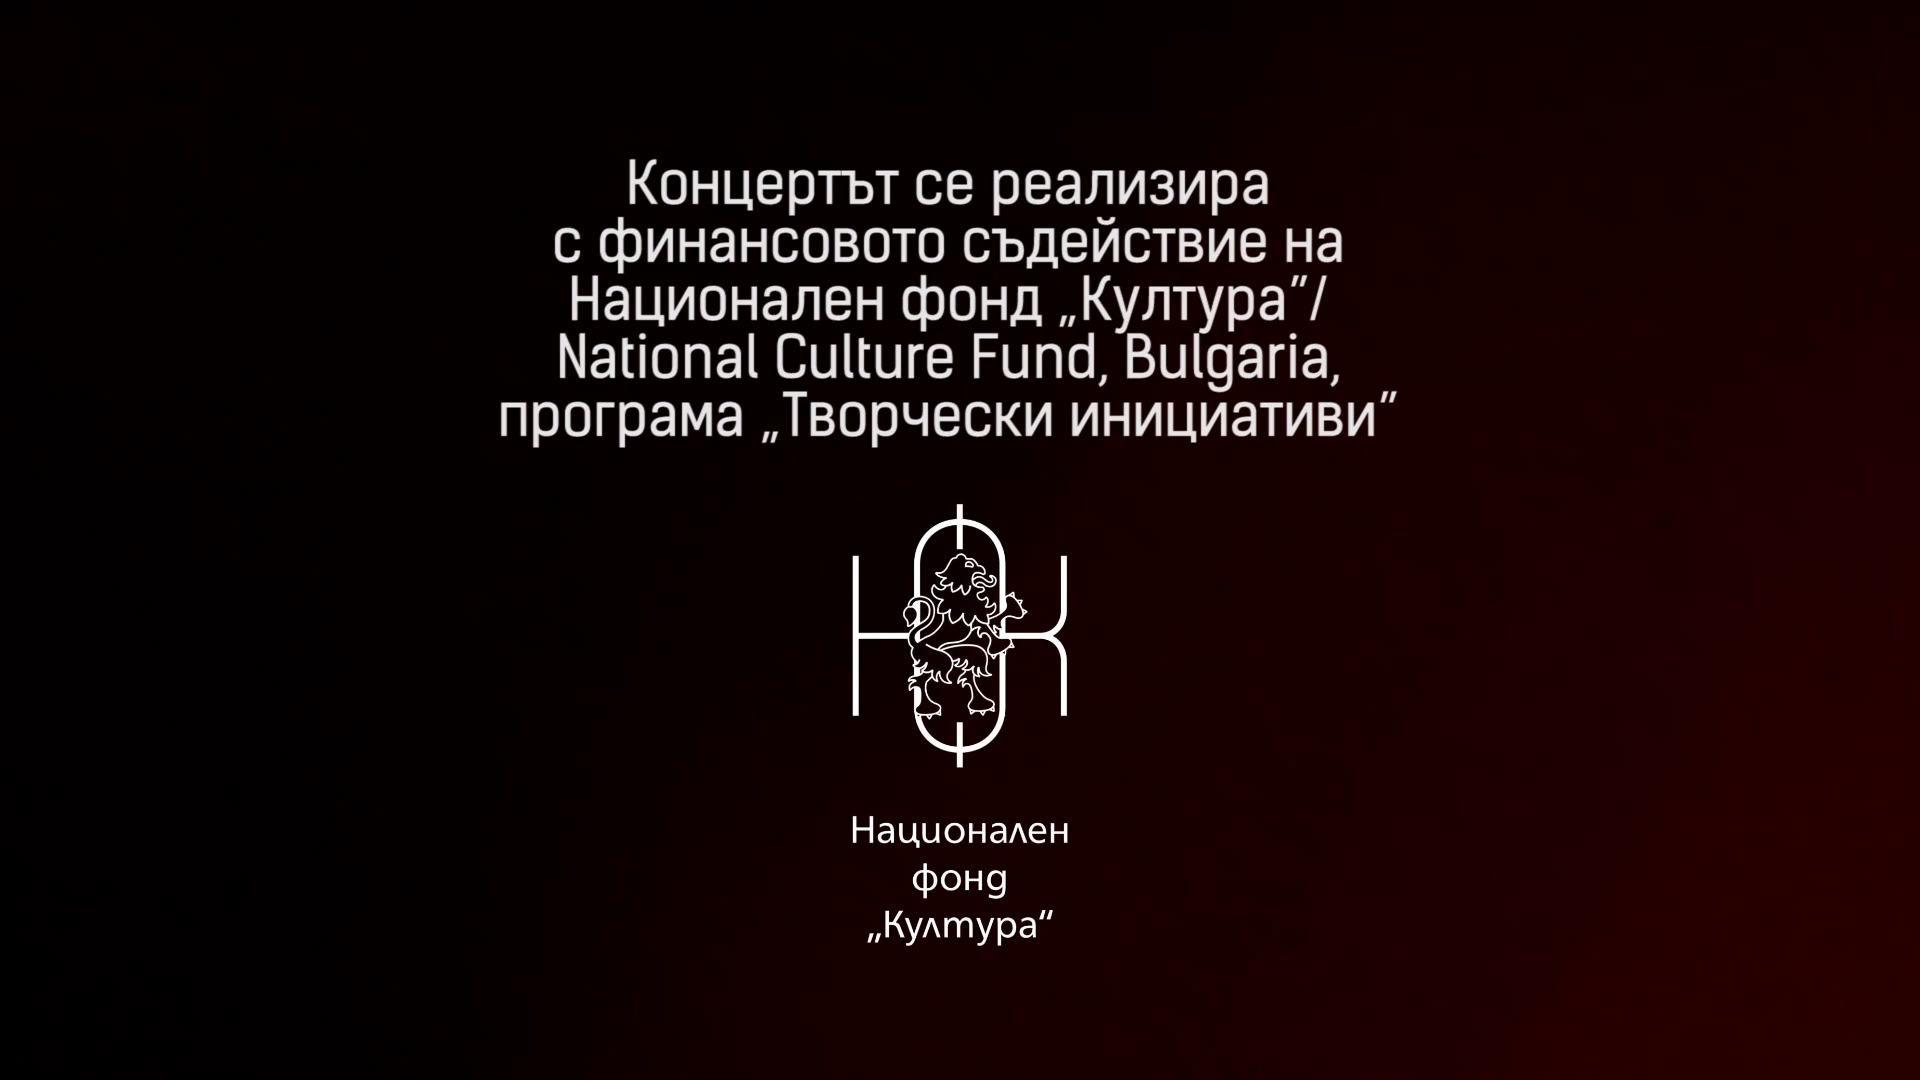 Концертът се реализира
с финансовото съдействие на
Национален фонд „Култура”/
National Culture Fund, Bulgaria,
програма „Творчески инициативи”
НФК
Национален
фонд
„Култура“